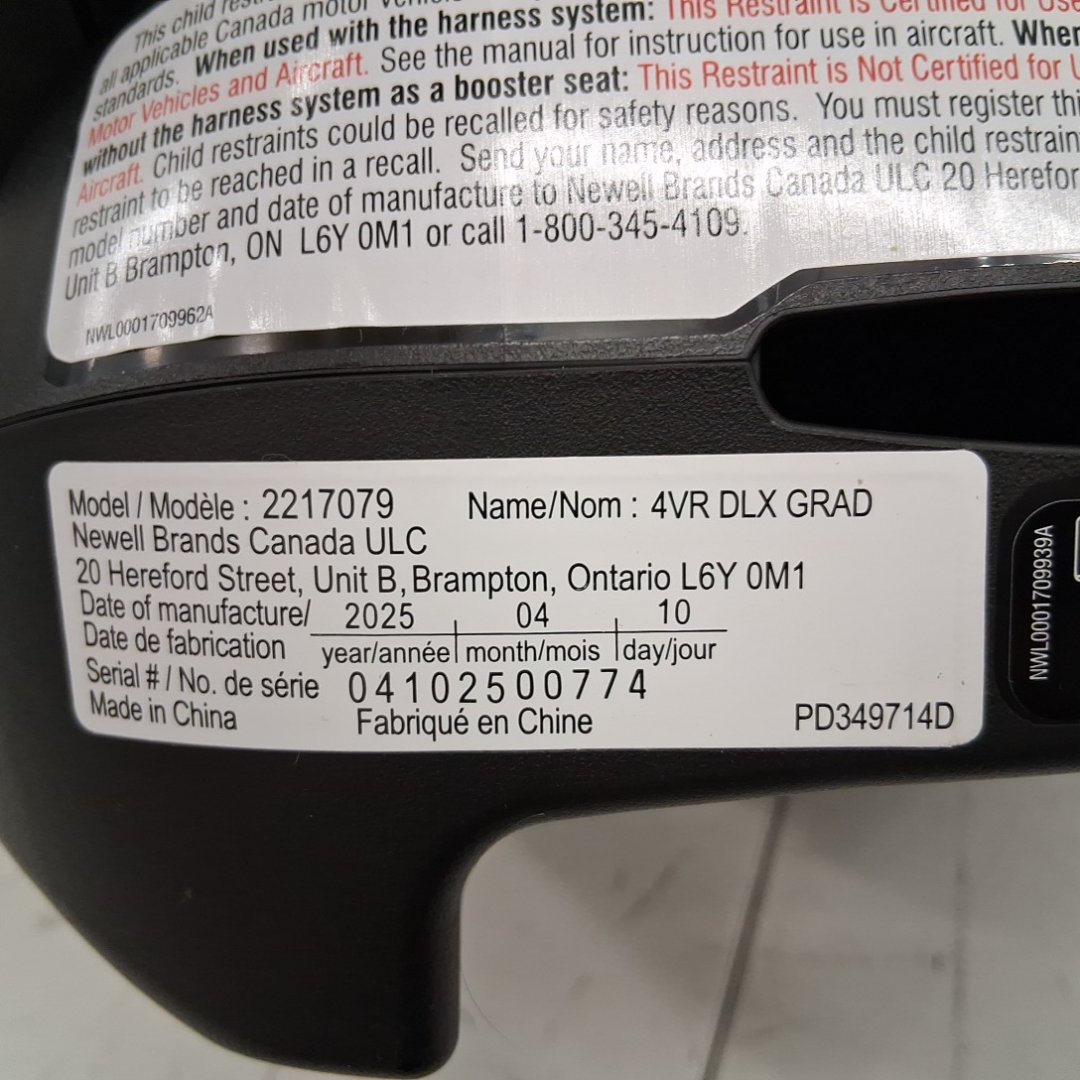 This child
all applicable Canada motor
standards. When used with the harness system: This Restraint is Certified for Use
Motor Vehicles and Aircraft. See the manual for instruction for use in aircraft. When
without the harness system as a booster seat: This Restraint is Not Certified for U
Aircraft. Child restraints could be recalled for safety reasons. You must register thi
restraint to be reached in a recall. Send your name, address and the child restrain
model number and date of manufacture to Newell Brands Canada ULC 20 Herefor
Unit B Brampton, ON L6Y 0M1 or call 1-800-345-4109.
NWL0001709962A
Model / Modèle : 2217079 Name/Nom : 4VR DLX GRAD
Newell Brands Canada ULC
20 Hereford Street, Unit B, Brampton, Ontario L6Y 0M1
Date of manufacture/ 2025 04 10
Date de fabrication year/année month/mois day/jour
Serial # / No. de série 04102500774
Made in China Fabriqué en Chine PD349714D
NWL0001709939A